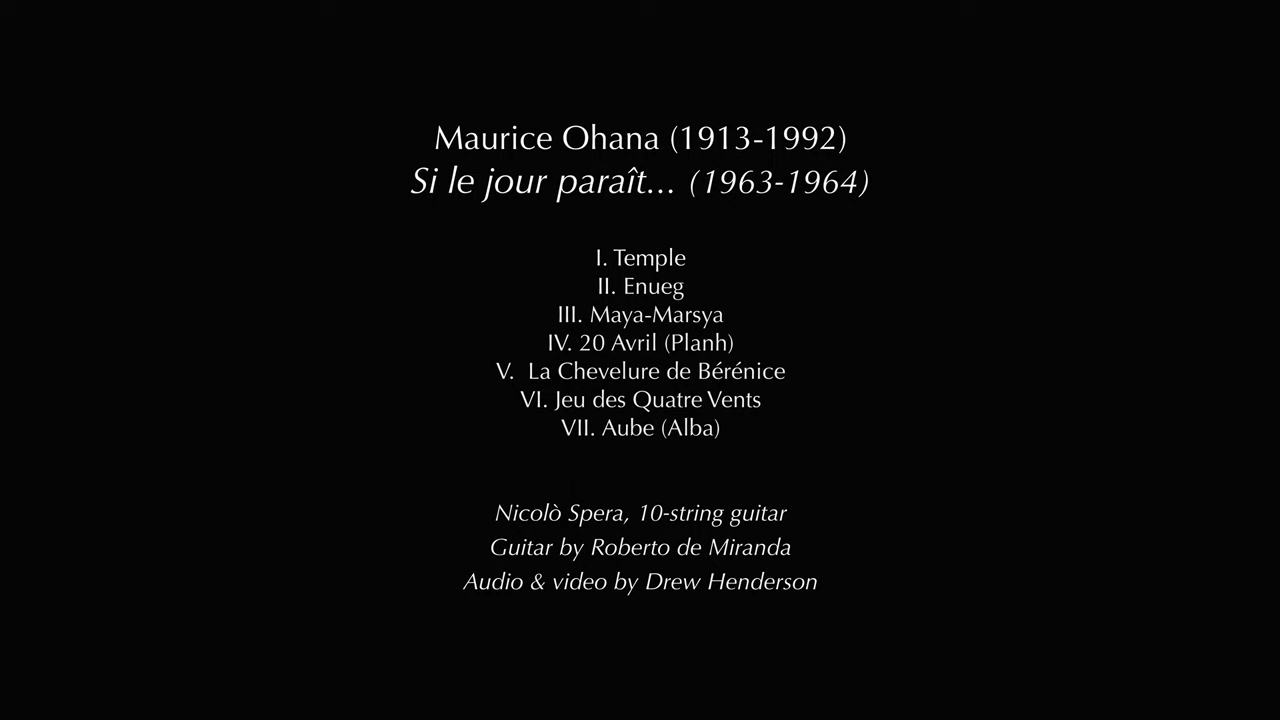 Maurice Ohana (1913-1992)
Si le jour paraît... (1963-1964)
I. Temple
II. Enueg
III. Maya-Marsya
IV. 20 Avril (Planh)
V. La Chevelure de Bérénice
VI. Jeu des Quatre Vents
VII. Aube (Alba)
Nicolò Spera, 10-string guitar
Guitar by Roberto de Miranda
Audio & video by Drew Henderson